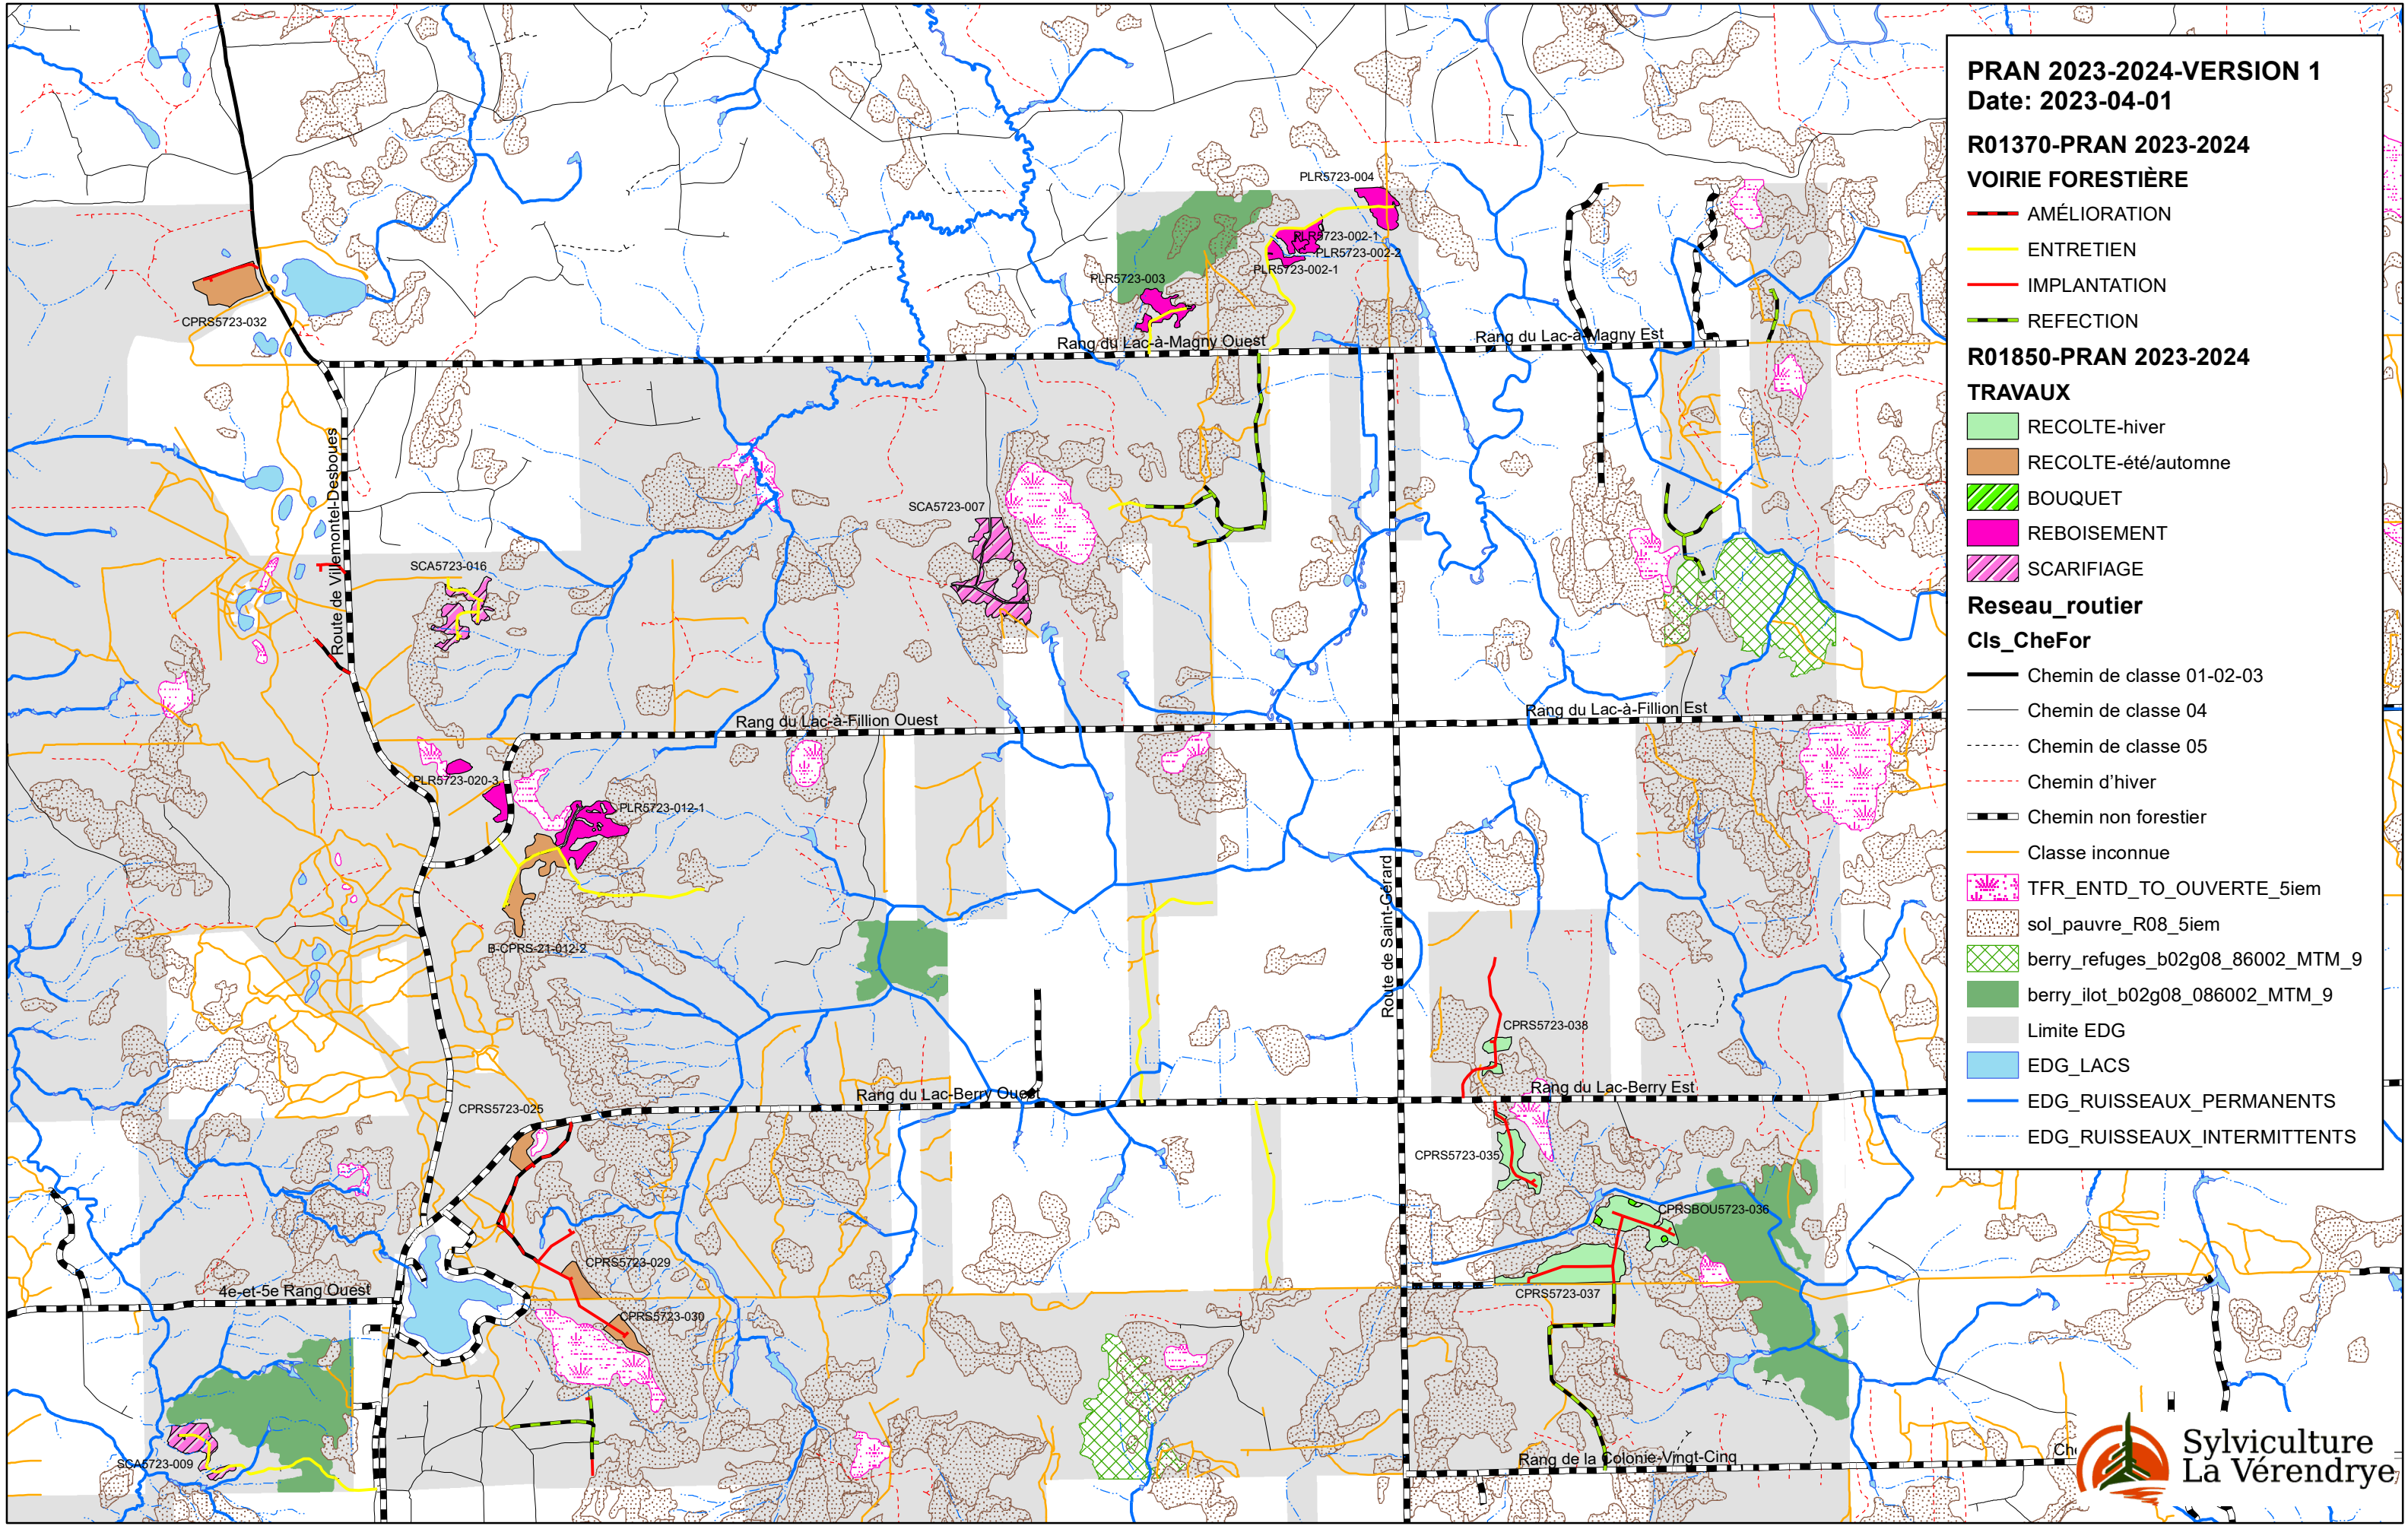 PRAN 2023-2024-VERSION 1
Date: 2023-04-01
R01370-PRAN 2023-2024
VOIRIE FORESTIÈRE
AMÉLIORATION
ENTRETIEN
IMPLANTATION
REFECTION
R01850-PRAN 2023-2024
TRAVAUX
RECOLTE-hiver
RECOLTE-été/automne
BOUQUET
REBOISEMENT
SCARIFIAGE
Reseau_routier
Cls_CheFor
Chemin de classe 01-02-03
Chemin de classe 04
Chemin de classe 05
Chemin d'hiver
Chemin non forestier
Classe inconnue
TFR_ENTD_TO_OUVERTE_5iem
sol_pauvre_R08_5iem
berry_refuges_b02g08_86002_MTM_9
berry_ilot_b02g08_086002_MTM_9
Limite EDG
EDG_LACS
EDG_RUISSEAUX_PERMANENTS
EDG_RUISSEAUX_INTERMITTENTS
PLR5723-004
PLR5723-002-1
PLR5723-002-2
PLR5723-002-1
PLR5723-003
CPRS5723-032
Rang du Lac-à-Magny Ouest
Rang du Lac-à-Magny Est
Route de Villemontel-Desboues
SCA5723-007
SCA5723-016
Rang du Lac-à-Fillion Ouest
Rang du Lac-à-Fillion Est
PLR5723-020-3
PLR5723-012-1
B-CPRS-21-012-2
Route de Saint-Gérard
CPRS5723-038
Rang du Lac-Berry Ouest
Rang du Lac-Berry Est
CPRS5723-025
CPRS5723-035
CPRSBOU5723-036
CPRS5723-029
CPRS5723-037
4e-et-5e Rang Ouest
CPRS5723-030
SCA5723-009
Rang de la Colonie-Vingt-Cinq
Sylviculture
La Vérendrye